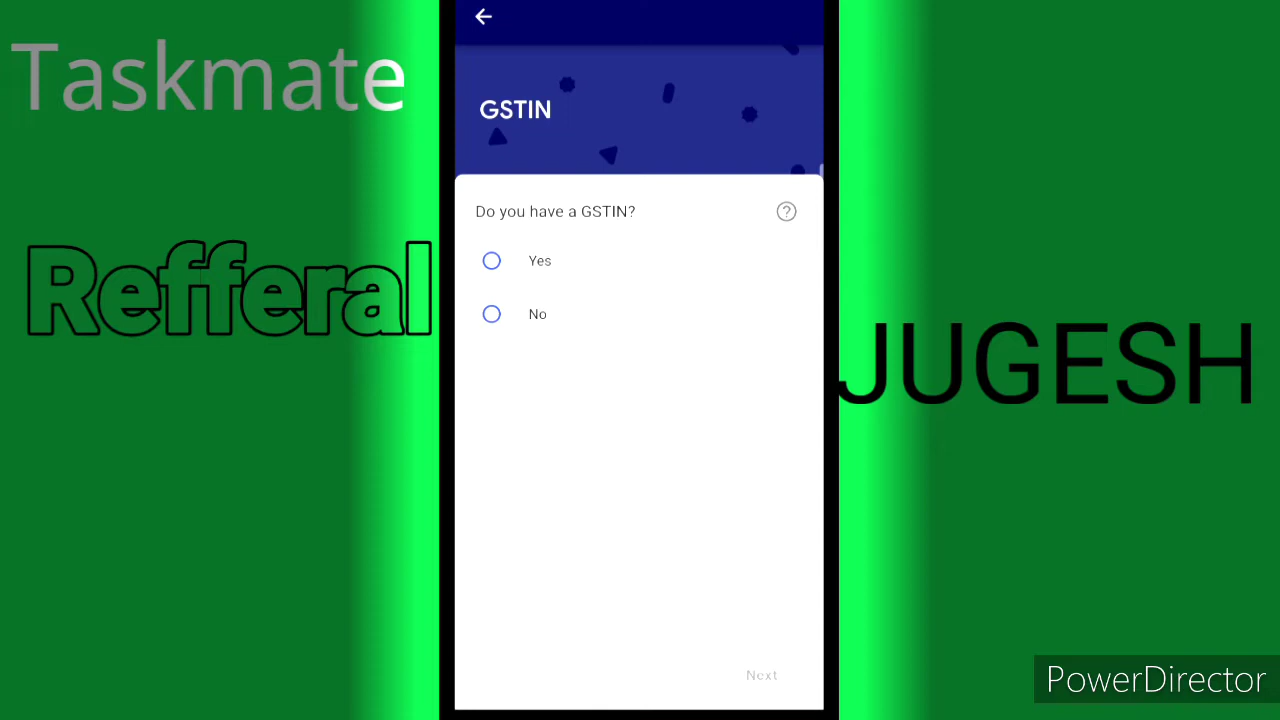 Taskmate
Refferal
GSTIN
Do you have a GSTIN?
Yes
No
Next
JUGESH
PowerDirector